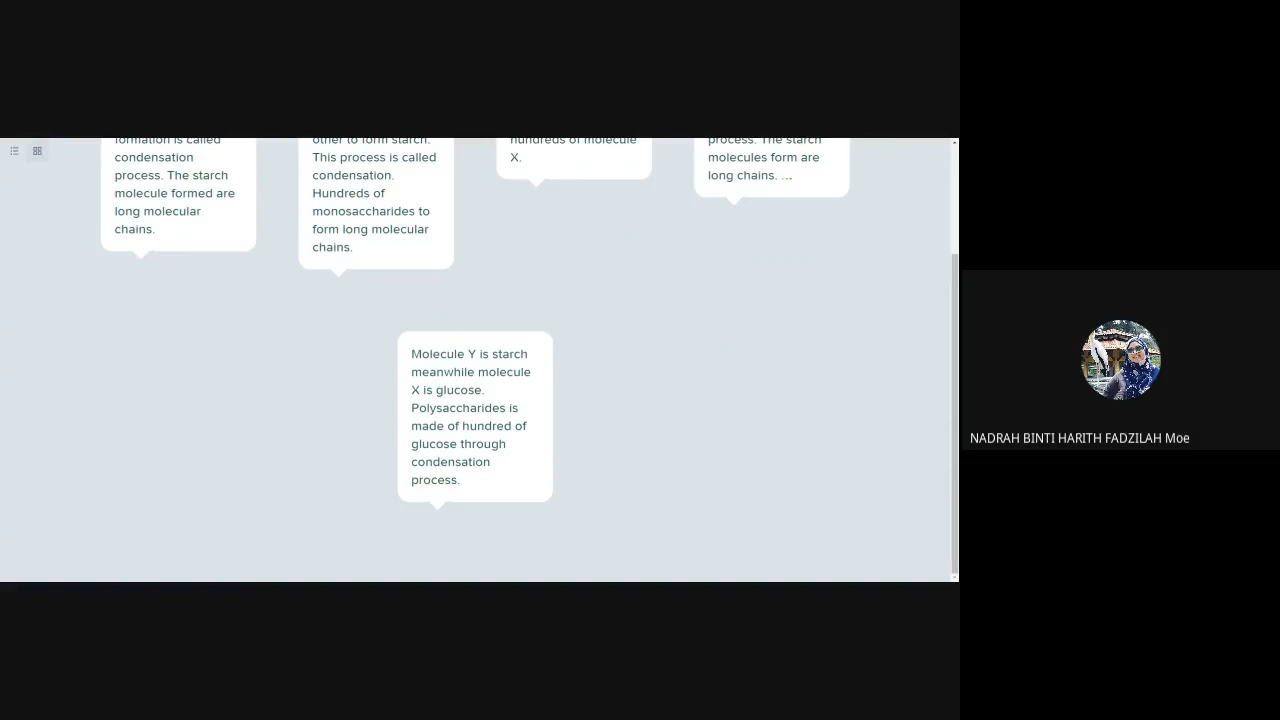 formation is called
condensation
process. The starch
molecule formed are
long molecular
chains.
other to form starch.
This process is called
condensation.
Hundreds of
monosaccharides to
form long molecular
chains.
hundreds of molecule
X.
process. The starch
molecules form are
long chains. ...
Molecule Y is starch
meanwhile molecule
X is glucose.
Polysaccharides is
made of hundred of
glucose through
condensation
process.
NADRAH BINTI HARITH FADZILAH Moe